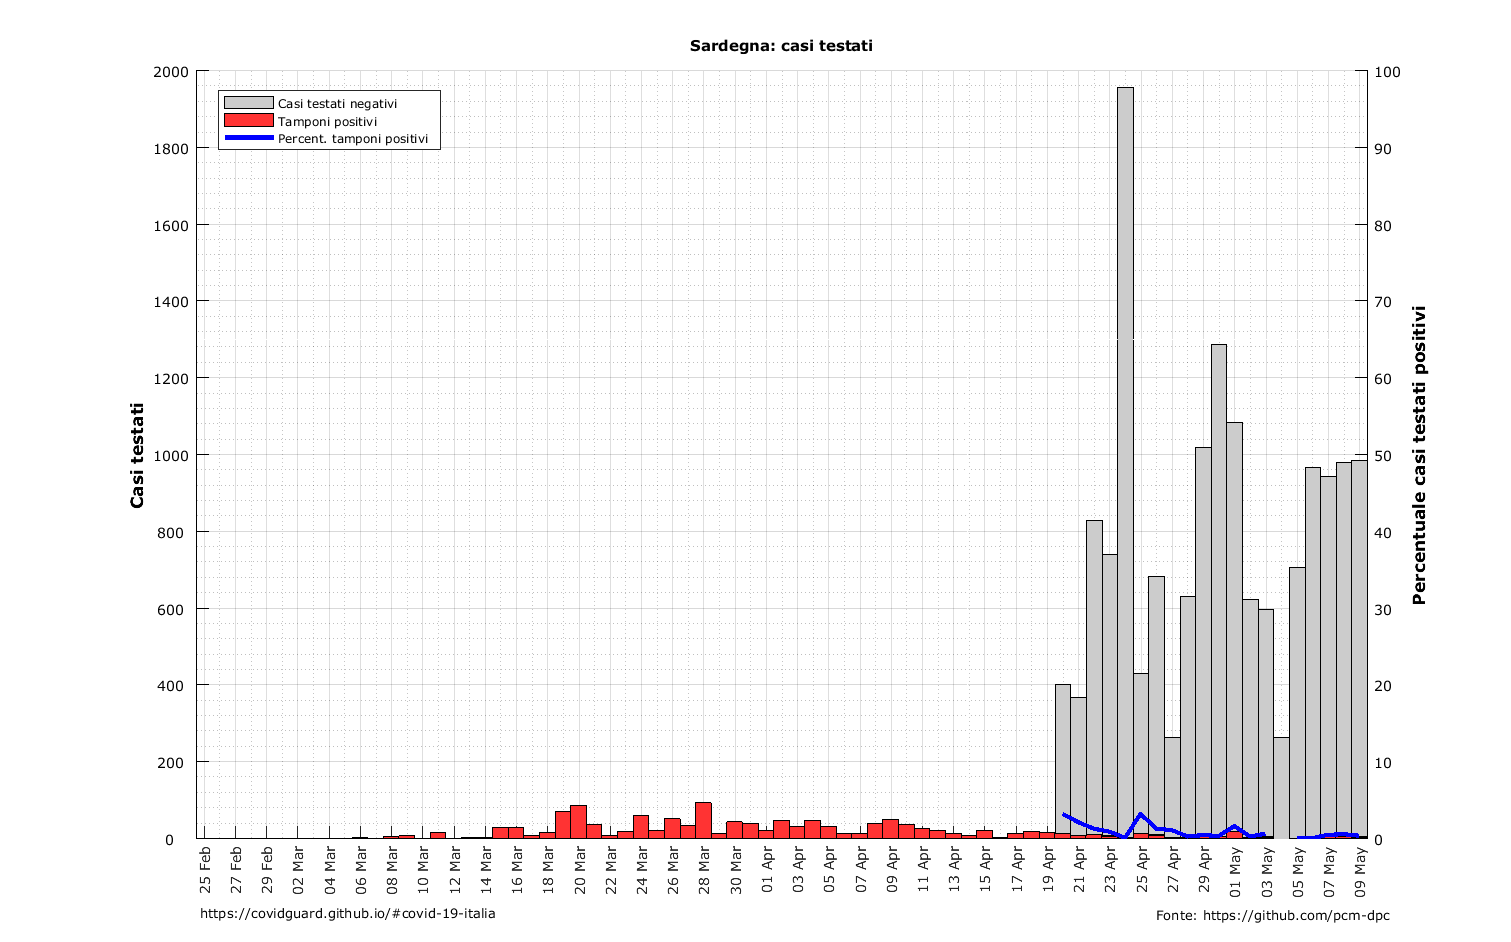 Sardegna: casi testati
Casi testati negativi
Tamponi positivi
Percent. tamponi positivi
Casi testati
2000
1800
1600
1400
1200
1000
800
600
400
200
0
100
90
80
70
60
50
40
30
20
10
0
Percentuale casi testati positivi
25 Feb
27 Feb
29 Feb
02 Mar
04 Mar
06 Mar
08 Mar
10 Mar
12 Mar
14 Mar
16 Mar
18 Mar
20 Mar
22 Mar
24 Mar
26 Mar
28 Mar
30 Mar
01 Apr
03 Apr
05 Apr
07 Apr
09 Apr
11 Apr
13 Apr
15 Apr
17 Apr
19 Apr
21 Apr
23 Apr
25 Apr
27 Apr
29 Apr
01 May
03 May
05 May
07 May
09 May
https://covidguard.github.io/#covid-19-italia
Fonte: https://github.com/pcm-dpc